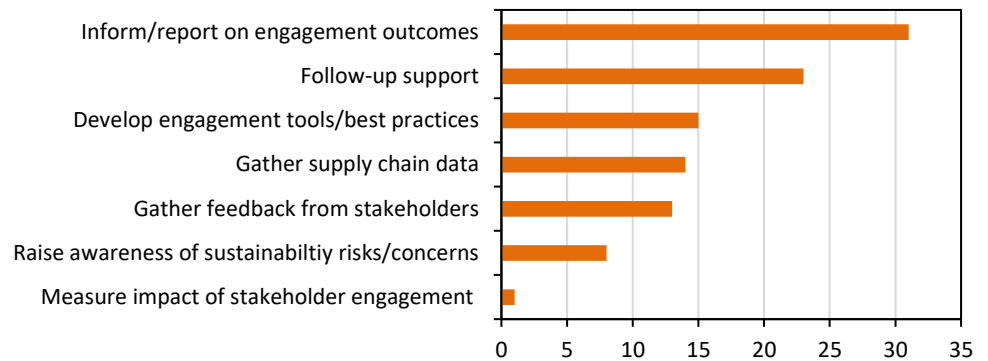 Inform/report on engagement outcomes
Follow-up support
Develop engagement tools/best practices
Gather supply chain data
Gather feedback from stakeholders
Raise awareness of sustainabiltiy risks/concerns
Measure impact of stakeholder engagement
0 5 10 15 20 25 30 35